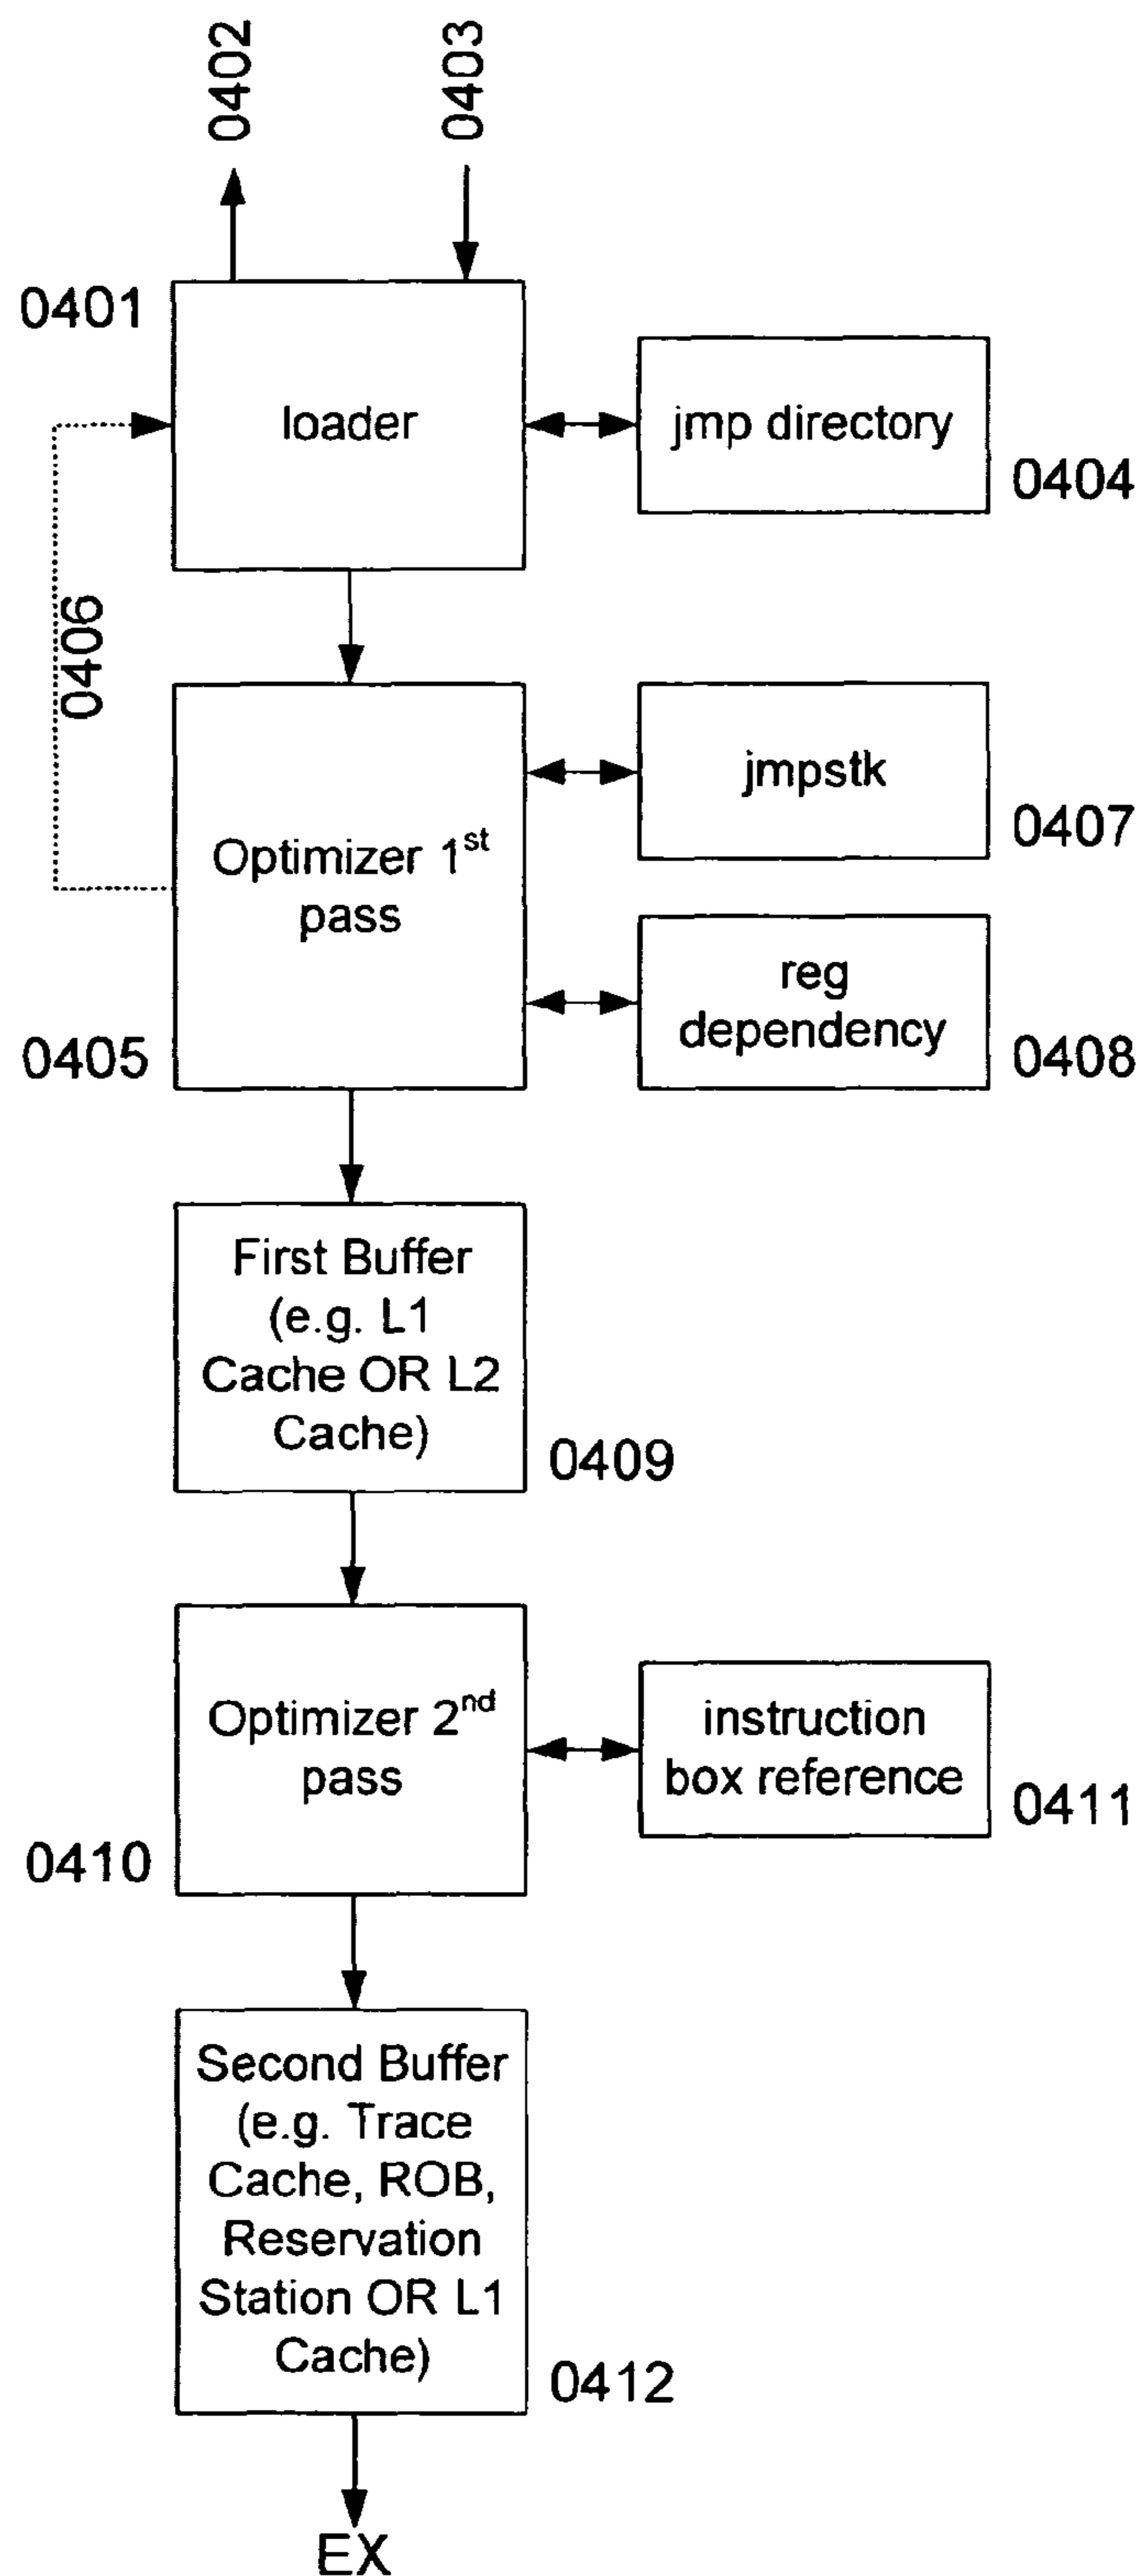 0402
0403
0401
loader
jmp directory
0404
0406
jmpstk
0407
Optimizer 1st
pass
reg
dependency
0405
0408
First Buffer
(e.g. L1
Cache OR L2
Cache)
0409
Optimizer 2nd
pass
instruction
box reference
0411
0410
Second Buffer
(e.g. Trace
Cache, ROB,
Reservation
Station OR L1
Cache)
0412
EX